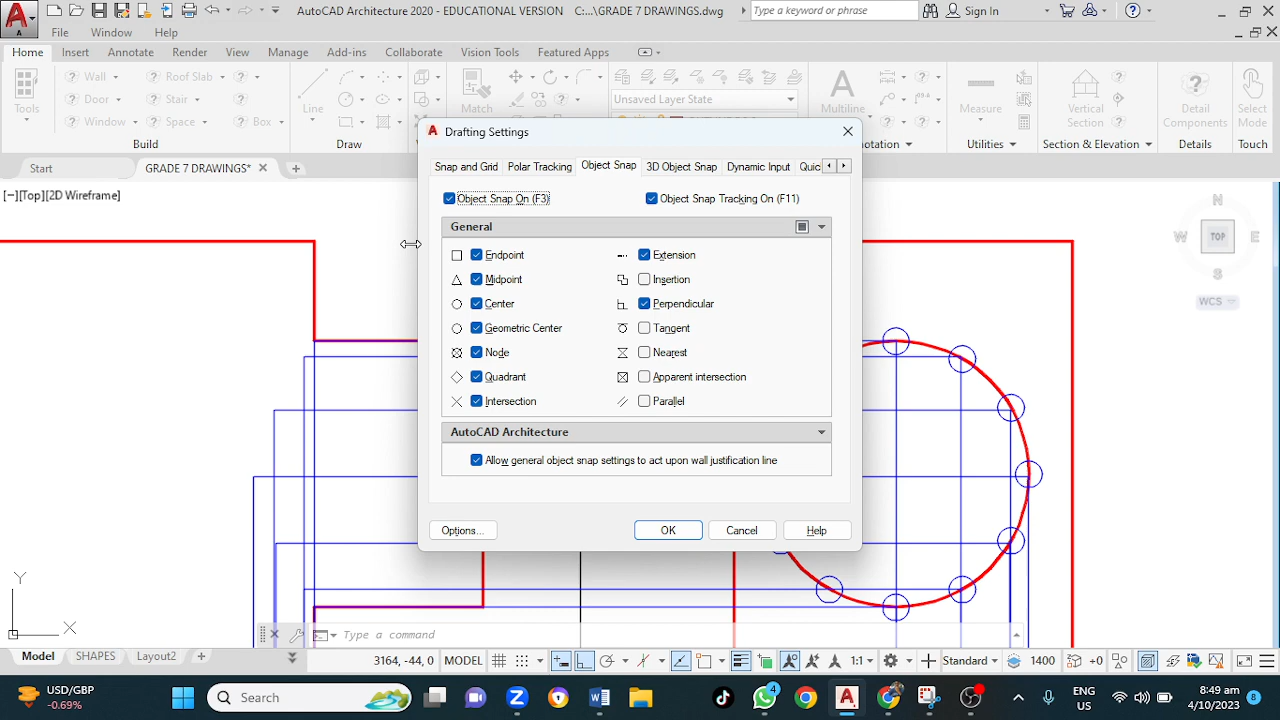 AutoCAD Architecture 2020 - EDUCATIONAL VERSION C:\...\GRADE 7 DRAWINGS.dwg
Type a keyword or phrase
Sign In
File Window Help
Home Insert Annotate Render View Manage Add-ins Collaborate Vision Tools Featured Apps
Tools
Wall
Door
Window
Roof Slab
Stair
Space
Box
Line
Match
Unsaved Layer State
Multiline
Measure
Vertical
Section
Detail
Components
Select
Mode
Build
Draw
Utilities
Section & Elevation
Details
Touch
Start
GRADE 7 DRAWINGS*
[−][Top][2D Wireframe]
Drafting Settings
Snap and Grid Polar Tracking Object Snap 3D Object Snap Dynamic Input Quic
Object Snap On (F3)
Object Snap Tracking On (F11)
General
Endpoint Extension
Midpoint Insertion
Center Perpendicular
Geometric Center Tangent
Node Nearest
Quadrant Apparent intersection
Intersection Parallel
AutoCAD Architecture
Allow general object snap settings to act upon wall justification line
Options... OK Cancel Help
N
W TOP E
S
WCS
Y
X
Type a command
Model SHAPES Layout2
3164, -44, 0 MODEL
1:1
Standard
1400
+0
USD/GBP
-0.09%
Search
4
8:49 am
4/10/2023
8